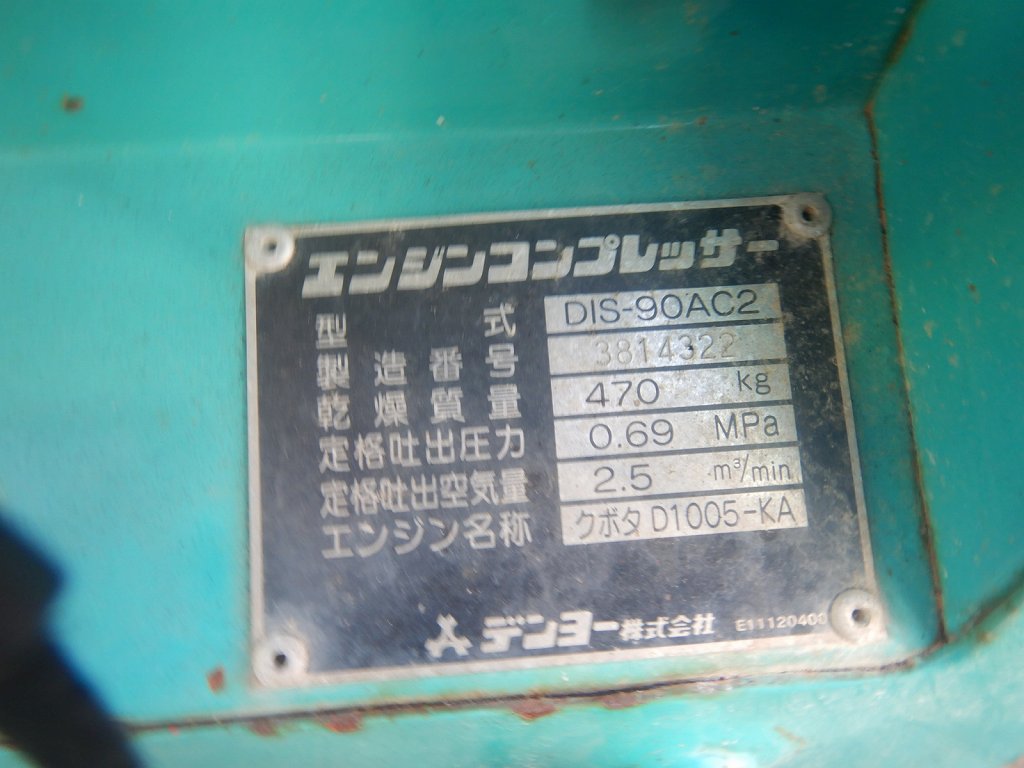 エンジンコンプレッサー
型式 DIS-90AC2
製造番号 3814322
乾燥質量 470 kg
定格吐出圧力 0.69 MPa
定格吐出空気量 2.5 m³/min
エンジン名称 クボタ D1005-KA
デンヨー株式会社 E11120400